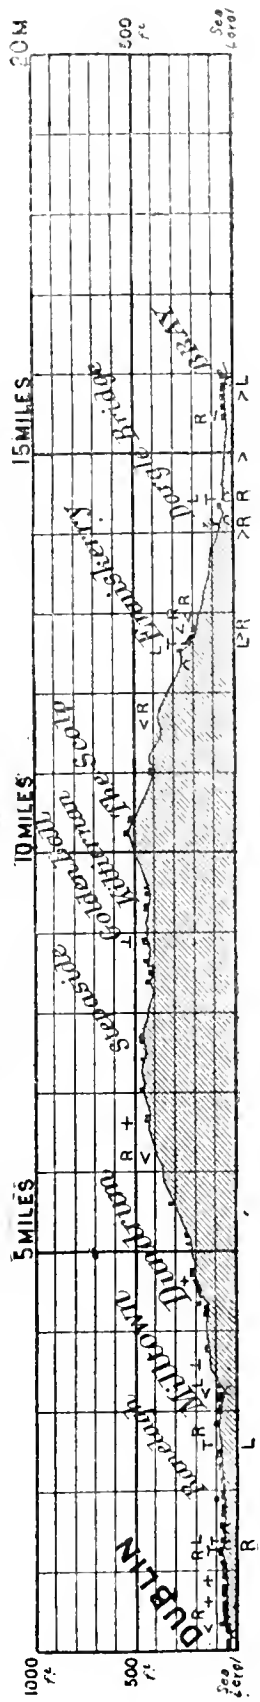 1000 ft
500 ft
Sea Level
5 MILES
10 MILES
15 MILES
20M
500 ft
Sea Level
DUBLIN
Ranelagh
Milltown
Dundrum
Stepaside
Golden Ball
Kilternan
The Scalp
Enniskerry
Dargle Bridge
BRAY
< R + + R L
T R < L
< R +
< R
R
L
L > R
> R R > > L